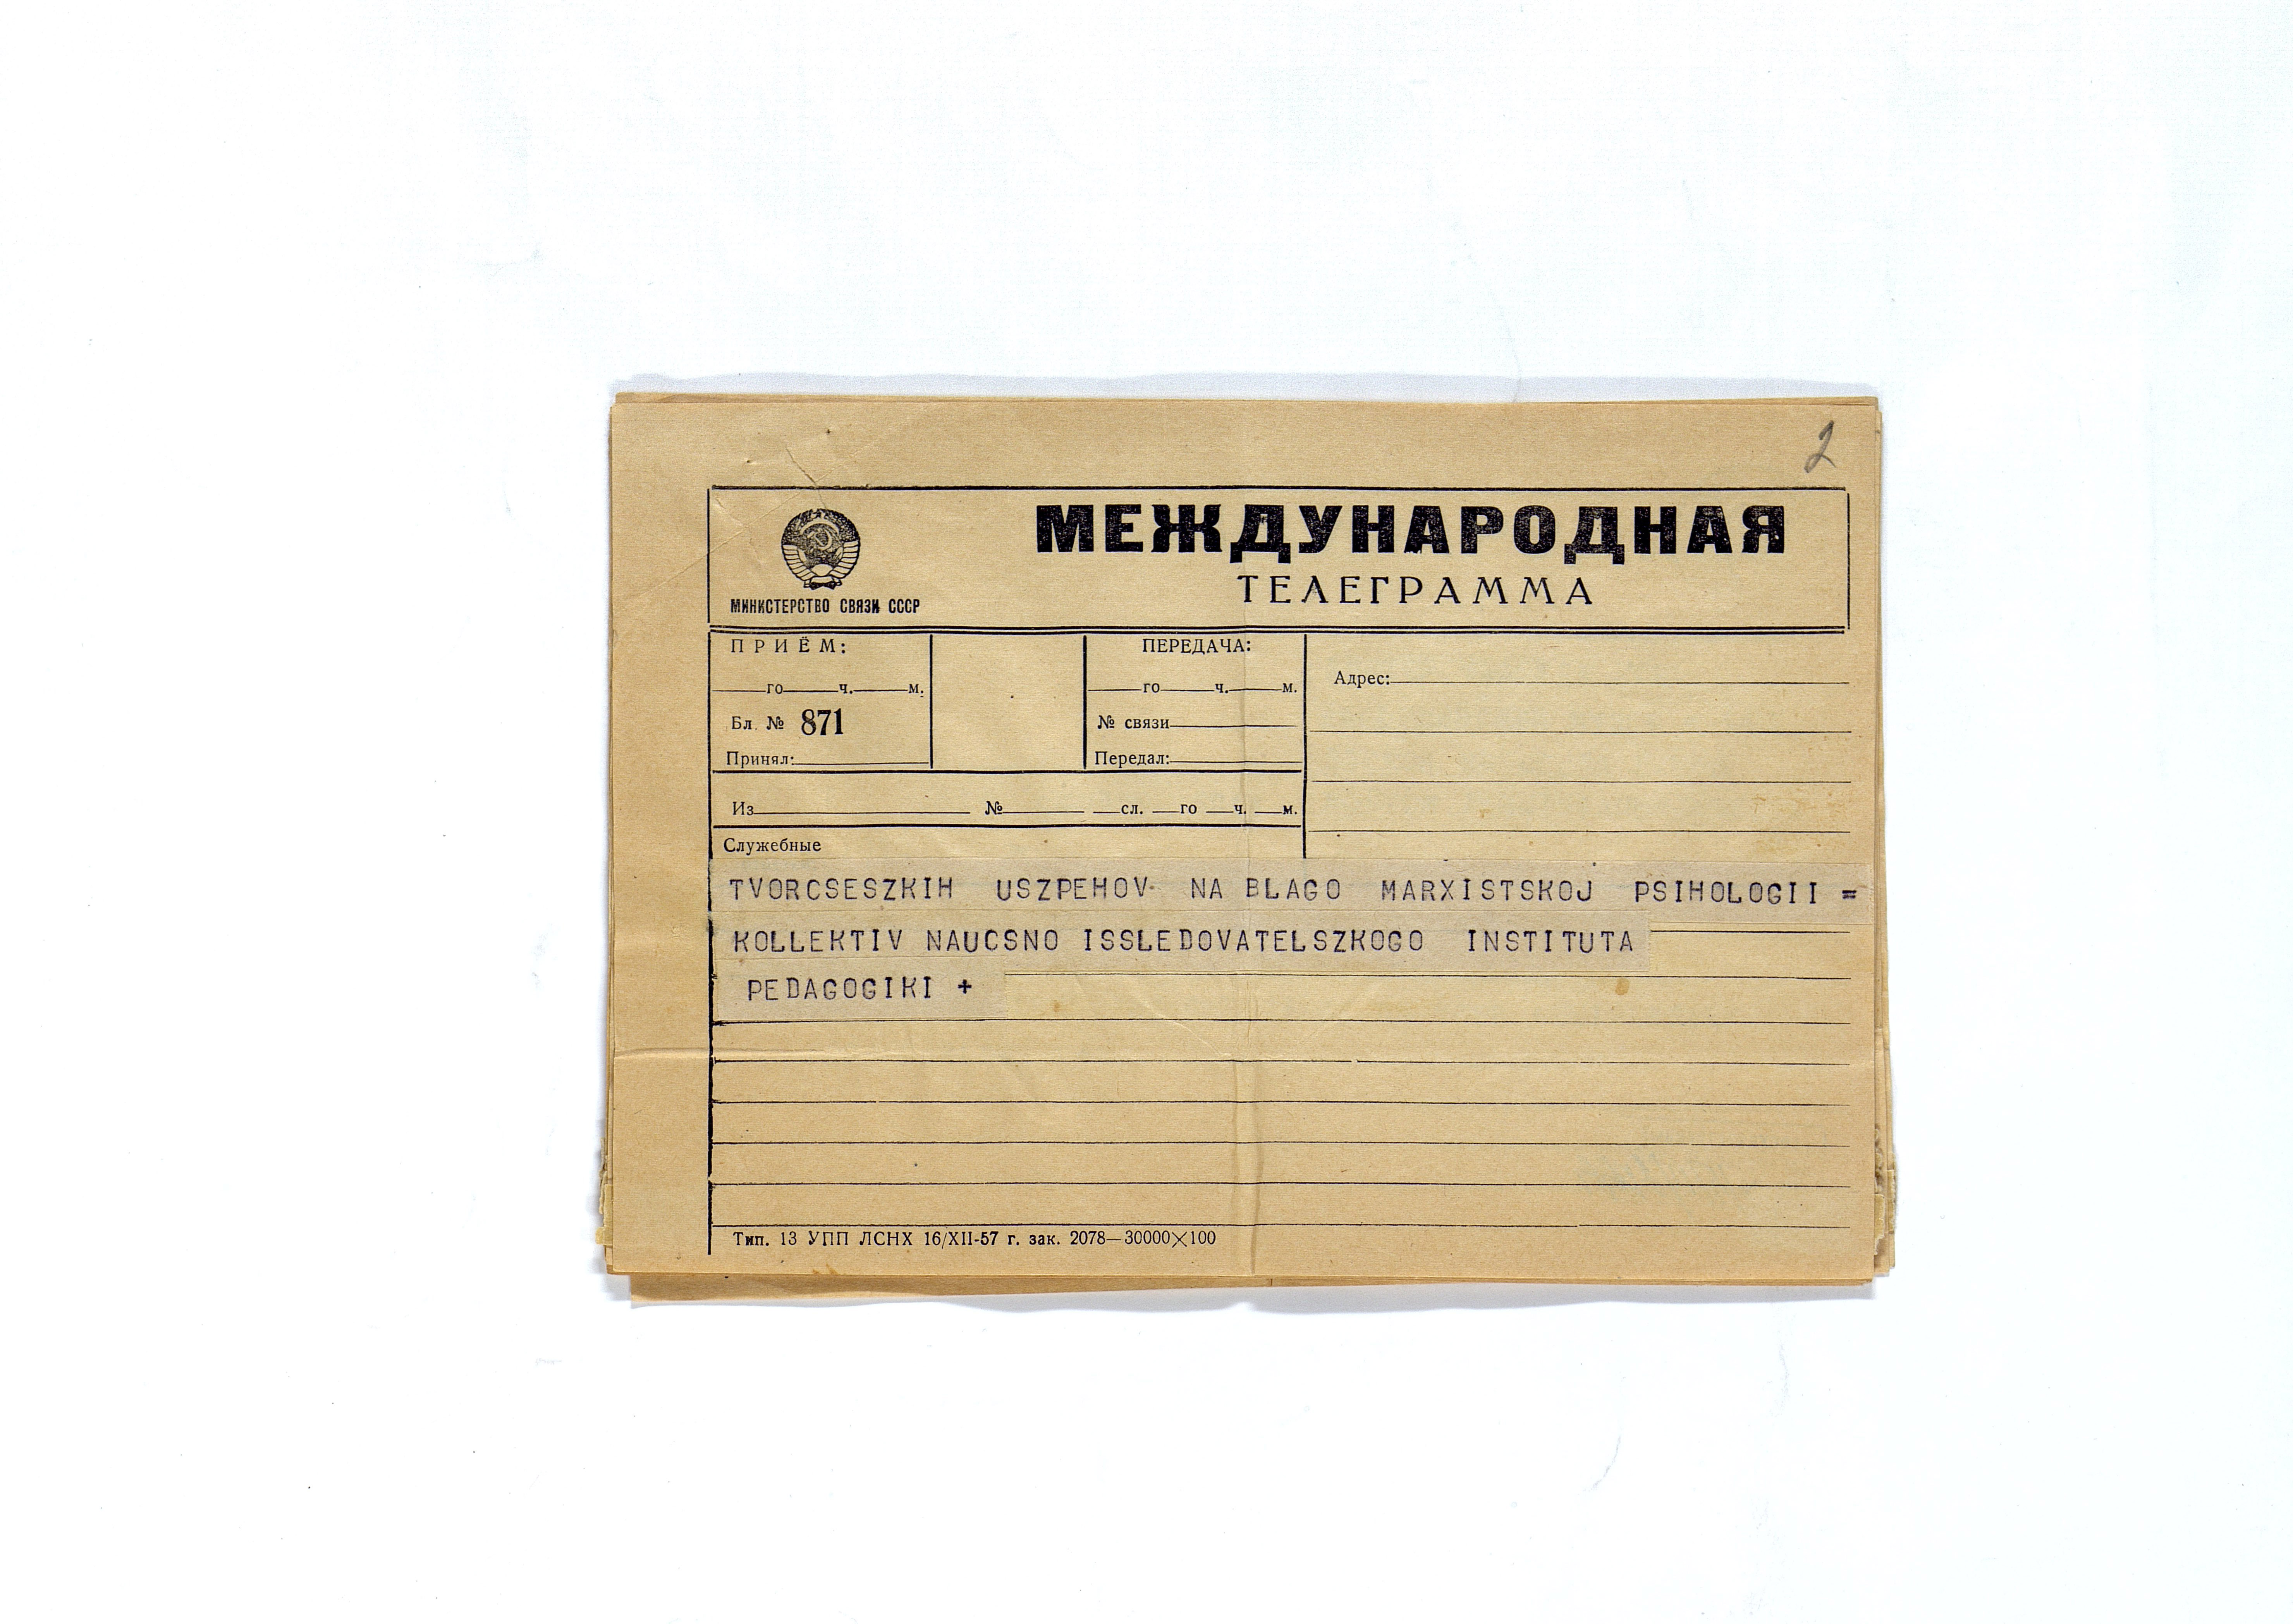 2
МЕЖДУНАРОДНАЯ
ТЕЛЕГРАММА
МИНИСТЕРСТВО СВЯЗИ СССР
ПРИЁМ:
го ч. м.
Бл. № 871
Принял:
ПЕРЕДАЧА:
го ч. м.
№ связи
Передал:
Адрес:
Из № сл. го ч. м.
Служебные
TVORCSESZKIH USZPEHOV NA BLAGO MARXISTSKOJ PSIHOLOGII =
KOLLEKTIV NAUCSNO ISSLEDOVATELSZKOGO INSTITUTA
PEDAGOGIKI +
Тип. 13 УПП ЛСНХ 16/XII-57 г. зак. 2078—30000×100